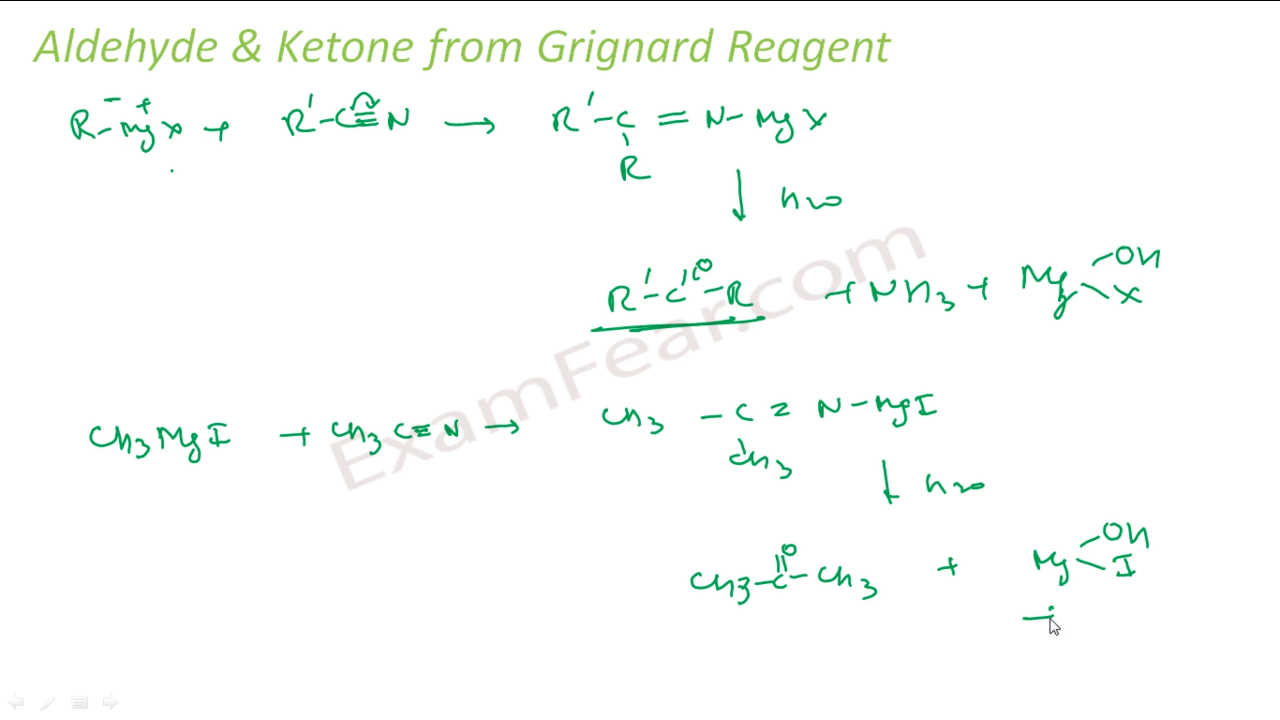 Aldehyde & Ketone from Grignard Reagent
R⁻-Mg⁺X + R'-C≡N → R'-C=N-MgX
R
↓ H2O
R'-C-R + NH3 + Mg-OH
O
X
CH3MgI + CH3C≡N → CH3-C=N-MgI
CH3
↓ H2O
O
CH3-C-CH3 + Mg-OH
I
ExamFear.com